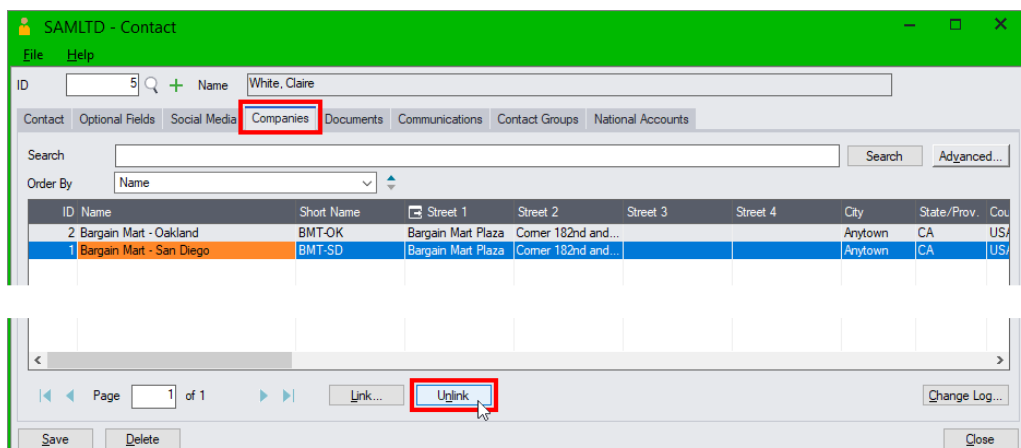 SAMLTD - Contact
File Help
ID 5 Name White, Claire
Contact Optional Fields Social Media Companies Documents Communications Contact Groups National Accounts
Search Search Advanced...
Order By Name
ID Name Short Name Street 1 Street 2 Street 3 Street 4 City State/Prov. Cou
2 Bargain Mart - Oakland BMT-OK Bargain Mart Plaza Corner 182nd and... Anytown CA USA
1 Bargain Mart - San Diego BMT-SD Bargain Mart Plaza Corner 182nd and... Anytown CA USA
Page 1 of 1 Link... Unlink Change Log...
Save Delete Close